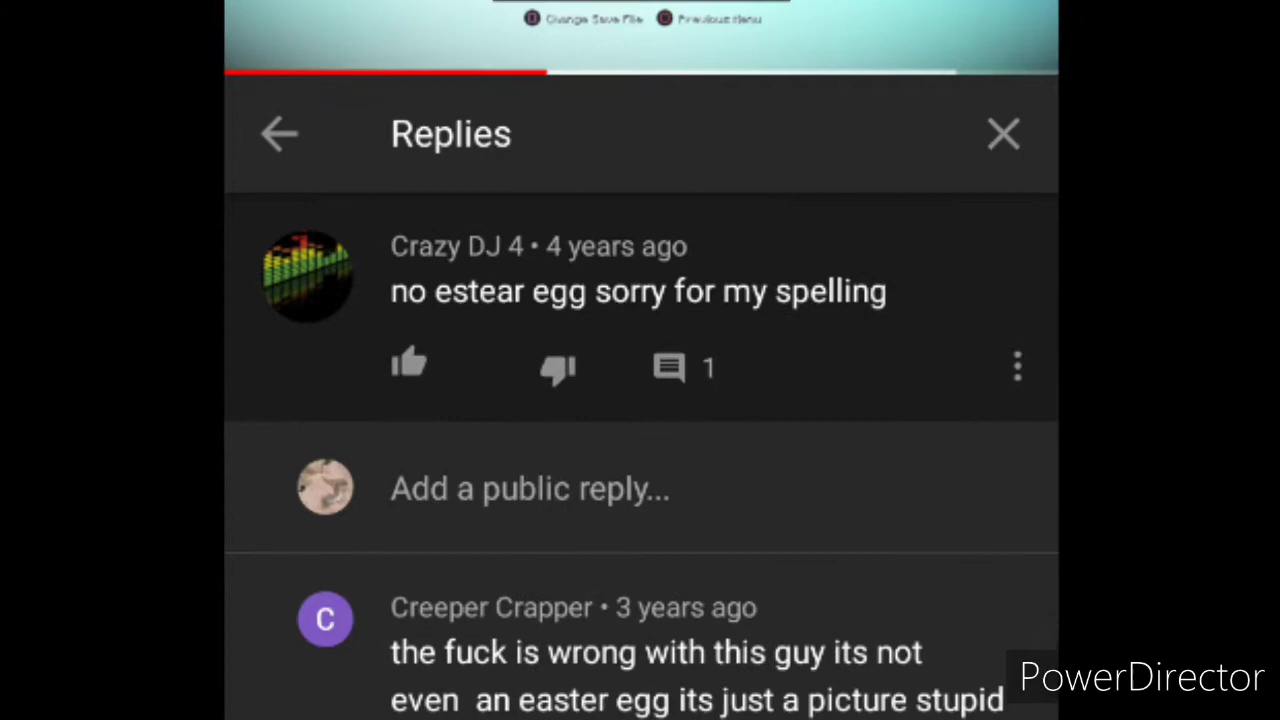 Change Save File Previous Menu
Replies
Crazy DJ 4 • 4 years ago
no estear egg sorry for my spelling
1
Add a public reply...
C
Creeper Crapper • 3 years ago
the fuck is wrong with this guy its not
even  an easter egg its just a picture stupid
PowerDirector